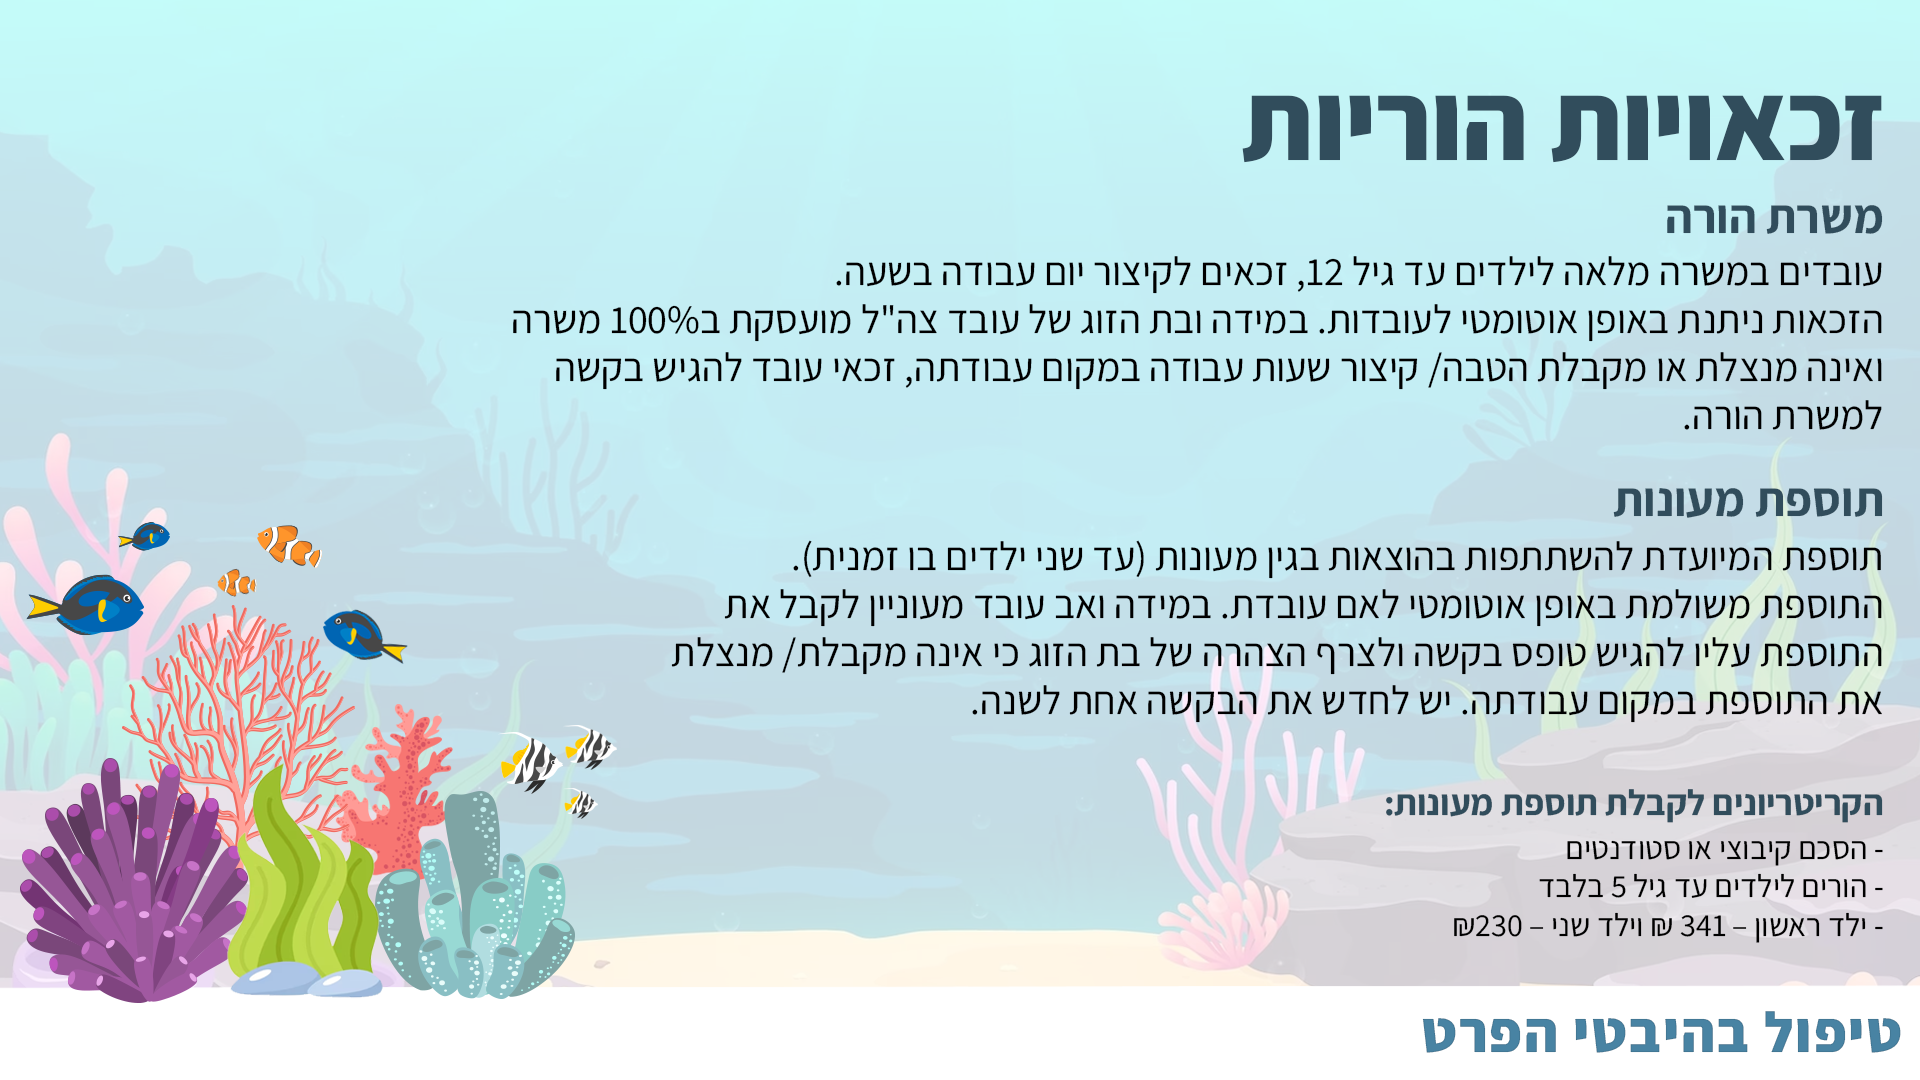 זכאויות הוריות
משרת הורה
עובדים במשרה מלאה לילדים עד גיל 12, זכאים לקיצור יום עבודה בשעה.
הזכאות ניתנת באופן אוטומטי לעובדות. במידה ובת הזוג של עובד צה"ל מועסקת ב100% משרה
ואינה מנצלת או מקבלת הטבה/ קיצור שעות עבודה במקום עבודתה, זכאי עובד להגיש בקשה
למשרת הורה.
תוספת מעונות
תוספת המיועדת להשתתפות בהוצאות בגין מעונות (עד שני ילדים בו זמנית).
התוספת משולמת באופן אוטומטי לאם עובדת. במידה ואב עובד מעוניין לקבל את
התוספת עליו להגיש טופס בקשה ולצרף הצהרה של בת הזוג כי אינה מקבלת/ מנצלת
את התוספת במקום עבודתה. יש לחדש את הבקשה אחת לשנה.
הקריטריונים לקבלת תוספת מעונות:
- הסכם קיבוצי או סטודנטים
- הורים לילדים עד גיל 5 בלבד
- ילד ראשון – 341 ₪ וילד שני – 230₪
טיפול בהיבטי הפרט